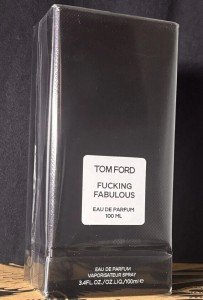 TOM FORD
FUCKING
FABULOUS
EAU DE PARFUM
100 ML
EAU DE PARFUM
VAPORISATEUR SPRAY
3.4FL.OZ./OZ.LIQ./100ml℮